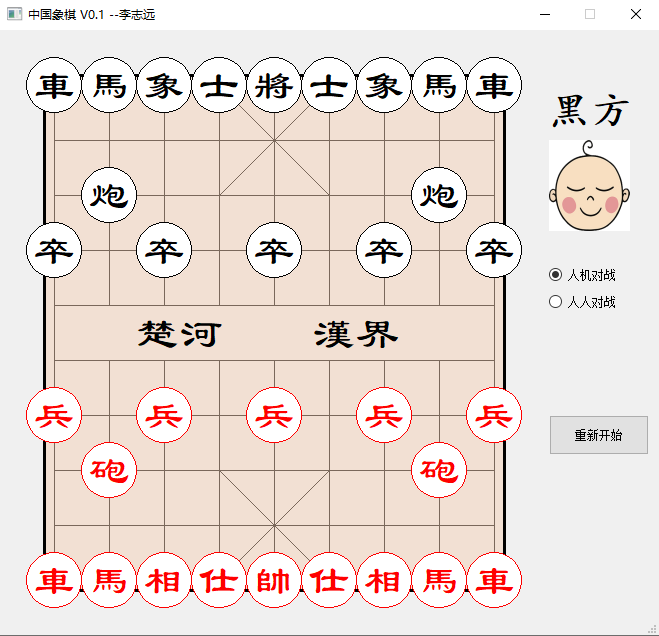 中国象棋 V0.1 --李志远
車馬象士將士象馬車
黑方
炮 炮
卒 卒 卒 卒 卒
人机对战
人人对战
楚河 漢界
兵 兵 兵 兵 兵
重新开始
砲 砲
車馬相仕帥仕相馬車